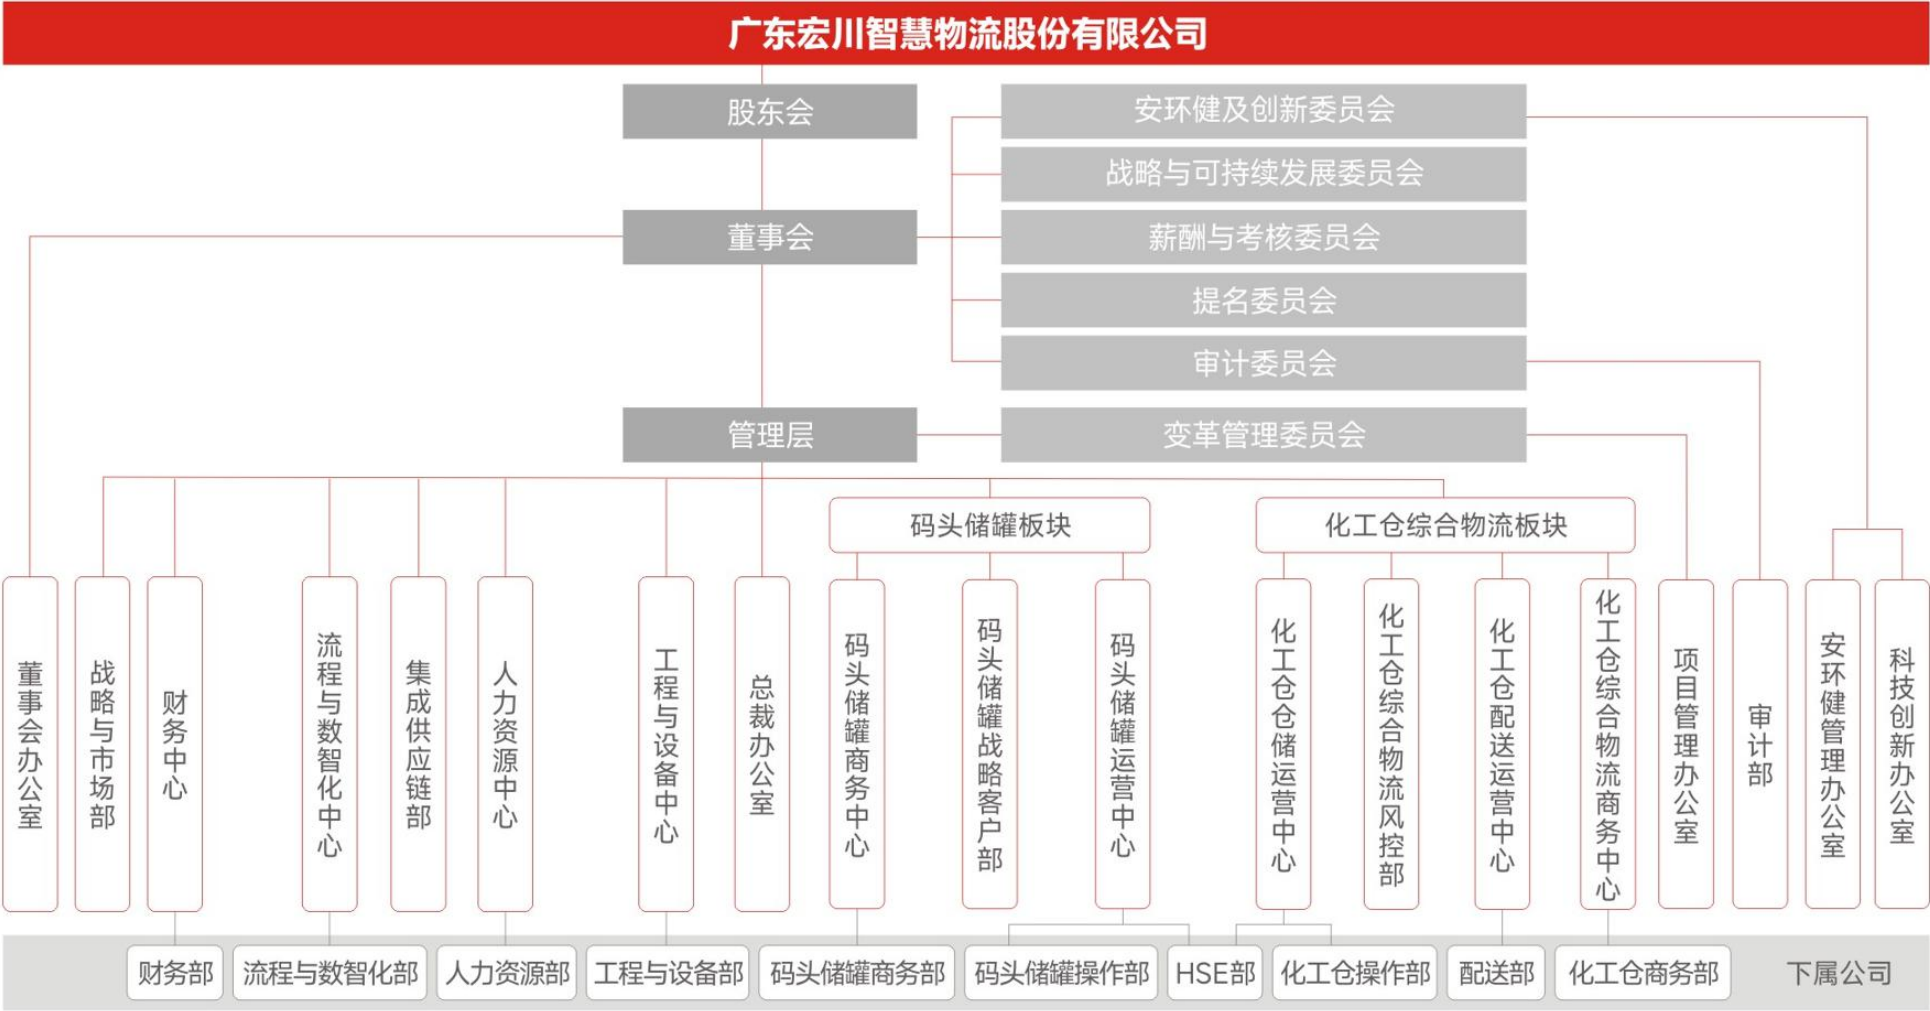 广东宏川智慧物流股份有限公司
股东会
安环健及创新委员会
战略与可持续发展委员会
董事会
薪酬与考核委员会
提名委员会
审计委员会
管理层
变革管理委员会
码头储罐板块
化工仓综合物流板块
董事会办公室
战略与市场部
财务中心
流程与数智化中心
集成供应链部
人力资源中心
工程与设备中心
总裁办公室
码头储罐商务中心
码头储罐战略客户部
码头储罐运营中心
化工仓仓储运营中心
化工仓综合物流风控部
化工仓配送运营中心
化工仓综合物流商务中心
项目管理办公室
审计部
安环健管理办公室
科技创新办公室
财务部
流程与数智化部
人力资源部
工程与设备部
码头储罐商务部
码头储罐操作部
HSE部
化工仓操作部
配送部
化工仓商务部
下属公司